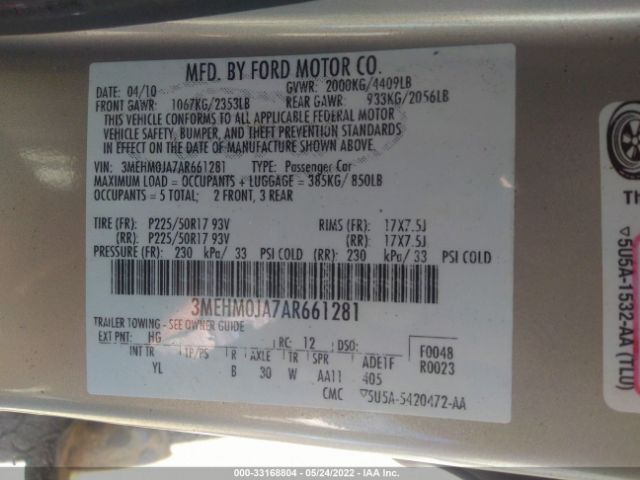 MFD. BY FORD MOTOR CO.
DATE: 04/10 GVWR: 2000KG/4409LB
FRONT GAWR: 1067KG/2353LB REAR GAWR: 933KG/2056LB
THIS VEHICLE CONFORMS TO ALL APPLICABLE FEDERAL MOTOR
VEHICLE SAFETY, BUMPER, AND THEFT PREVENTION STANDARDS
IN EFFECT ON THE DATE OF MANUFACTURE SHOWN ABOVE.
VIN: 3MEHM0JA7AR661281 TYPE: Passenger Car
MAXIMUM LOAD = OCCUPANTS + LUGGAGE = 385KG/ 850LB
OCCUPANTS = 5 TOTAL; 2 FRONT, 3 REAR
TIRE (FR): P225/50R17 93V RIMS (FR): 17X7.5J
(RR): P225/50R17 93V (RR): 17X7.5J
PRESSURE (FR): 230 kPa/ 33 PSI COLD (RR): 230 kPa/ 33 PSI COLD
3MEHM0JA7AR661281
TRAILER TOWING - SEE OWNER GUIDE
EXT PNT: HG RC: 12 DSO: F0048
INT TR TP/PS R AXLE TR SPR ADE1F R0023
YL B 30 W AA11 405
CMC ▽5U5A-5420472-AA
▽5U5A-1532-AA (TLU)
Th
000-33168804 - 05/24/2022 - IAA Inc.